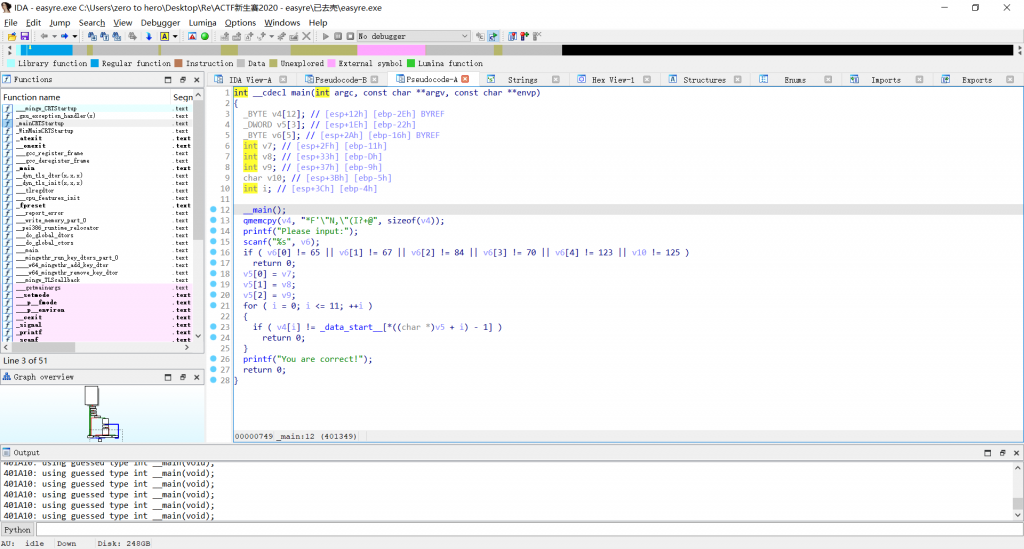 IDA - easyre.exe C:\Users\zero to hero\Desktop\Re\ACTF新生赛2020 - easyre\已去壳\easyre.exe
File Edit Jump Search View Debugger Lumina Options Windows Help
No debugger
Library function Regular function Instruction Data Unexplored External symbol Lumina function
Functions
IDA View-A Pseudocode-B Pseudocode-A Strings Hex View-1 Structures Enums Imports Exports
Function name Segn
___mingw_CRTStartup .text
_gnu_exception_handler(x) .text
_mainCRTStartup .text
_WinMainCRTStartup .text
_atexit .text
__onexit .text
___gcc_register_frame .text
___gcc_deregister_frame .text
_main .text
__dyn_tls_dtor(x,x,x) .text
__dyn_tls_init(x,x,x) .text
___tlregdtor .text
___cpu_features_init .text
_fpreset .text
___report_error .text
___write_memory_part_0 .text
__pei386_runtime_relocator .text
___do_global_dtors .text
___do_global_ctors .text
__main .text
___mingwthr_run_key_dtors_part_0 .text
____w64_mingwthr_add_key_dtor .text
____w64_mingwthr_remove_key_dtor .text
___mingw_TLScallback .text
___getmainargs .text
__setmode .text
___p__fmode .text
___p__environ .text
__cexit .text
_signal .text
_printf .text
_scanf .text
Line 3 of 51
Graph overview
1 int __cdecl main(int argc, const char **argv, const char **envp)
2 {
3 _BYTE v4[12]; // [esp+12h] [ebp-2Eh] BYREF
4 _DWORD v5[3]; // [esp+1Eh] [ebp-22h]
5 _BYTE v6[5]; // [esp+2Ah] [ebp-16h] BYREF
6 int v7; // [esp+2Fh] [ebp-11h]
7 int v8; // [esp+33h] [ebp-Dh]
8 int v9; // [esp+37h] [ebp-9h]
9 char v10; // [esp+3Bh] [ebp-5h]
10 int i; // [esp+3Ch] [ebp-4h]
11
12 __main();
13 qmemcpy(v4, "*F'\"N,\"(I?+@", sizeof(v4));
14 printf("Please input:");
15 scanf("%s", v6);
16 if ( v6[0] != 65 || v6[1] != 67 || v6[2] != 84 || v6[3] != 70 || v6[4] != 123 || v10 != 125 )
17 return 0;
18 v5[0] = v7;
19 v5[1] = v8;
20 v5[2] = v9;
21 for ( i = 0; i <= 11; ++i )
22 {
23 if ( v4[i] != _data_start__[*((char *)v5 + i) - 1] )
24 return 0;
25 }
26 printf("You are correct!");
27 return 0;
28 }
00000749 _main:12 (401349)
Output
401A10: using guessed type int __main(void);
401A10: using guessed type int __main(void);
401A10: using guessed type int __main(void);
401A10: using guessed type int __main(void);
401A10: using guessed type int __main(void);
401A10: using guessed type int __main(void);
Python
AU: idle Down Disk: 248GB